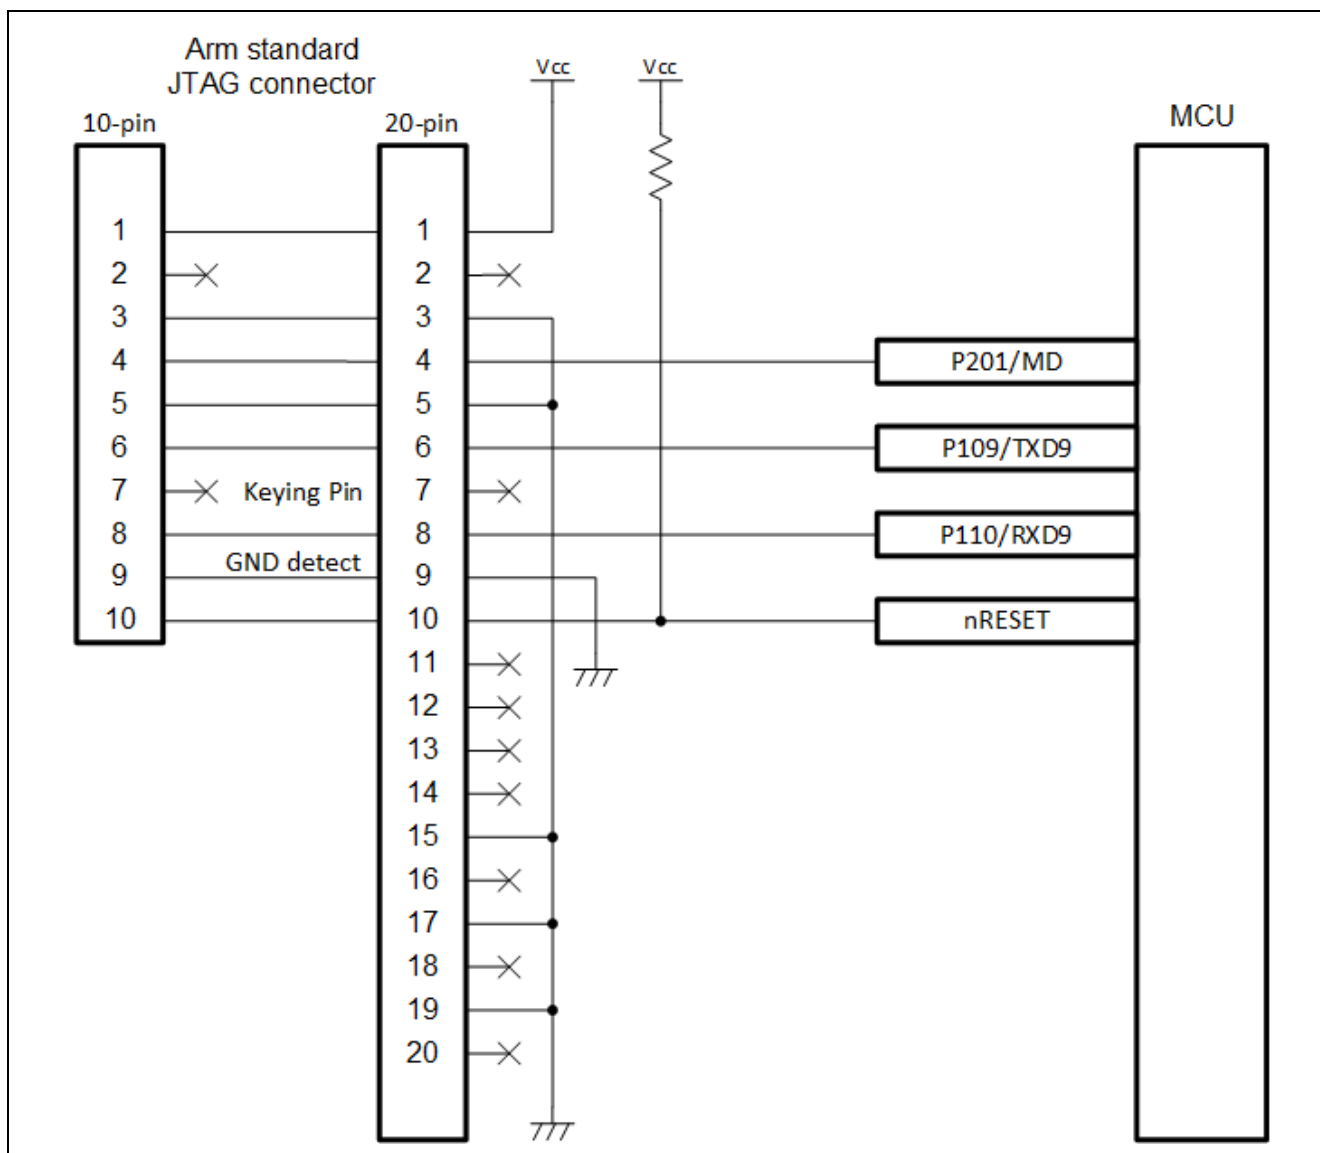 Arm standard
JTAG connector
Vcc
Vcc
10-pin
20-pin
MCU
1
1
2
2
3
3
4
4
P201/MD
5
5
6
6
P109/TXD9
7
Keying Pin
7
8
8
P110/RXD9
GND detect
9
9
10
10
nRESET
11
12
13
14
15
16
17
18
19
20